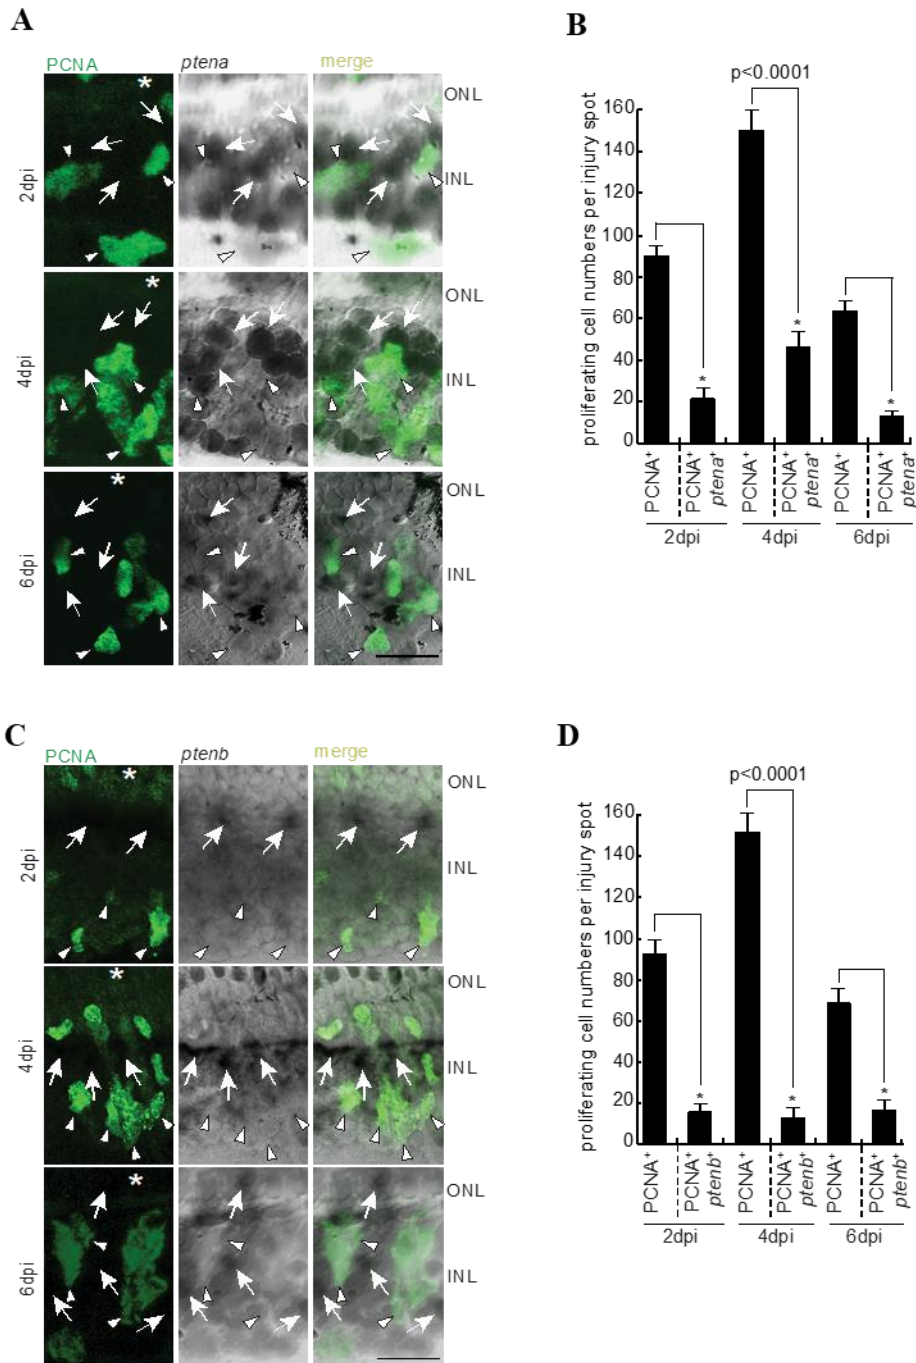 A
PCNA ptena merge
* ONL
2dpi INL
* ONL
4dpi INL
* ONL
6dpi INL
B
p<0.0001
proliferating cell numbers per injury spot
160
140
120
100
80
60
40
20
0
* * *
PCNA⁺ PCNA⁺ ptena⁺ PCNA⁺ PCNA⁺ ptena⁺ PCNA⁺ PCNA⁺ ptena⁺
2dpi 4dpi 6dpi
C
PCNA ptenb merge
* ONL
2dpi INL
* ONL
4dpi INL
* ONL
6dpi INL
D
p<0.0001
proliferating cell numbers per injury spot
160
140
120
100
80
60
40
20
0
* * *
PCNA⁺ PCNA⁺ ptenb⁺ PCNA⁺ PCNA⁺ ptenb⁺ PCNA⁺ PCNA⁺ ptenb⁺
2dpi 4dpi 6dpi